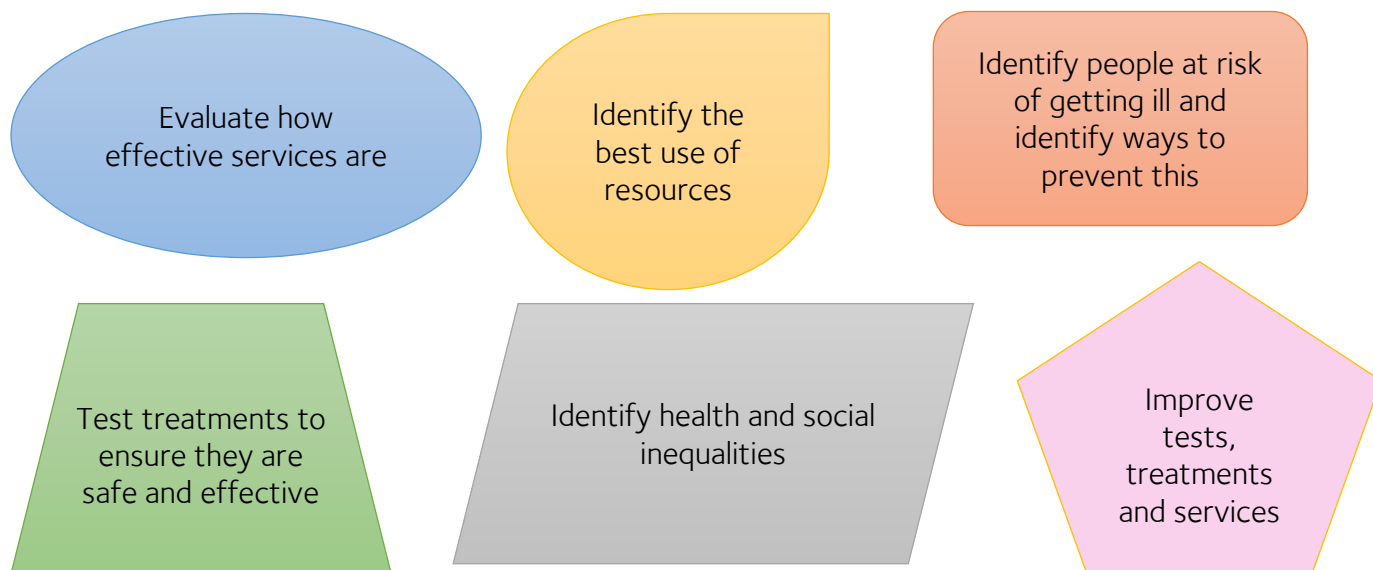 Evaluate how
effective services are
Identify the
best use of
resources
Identify people at risk
of getting ill and
identify ways to
prevent this
Test treatments to
ensure they are
safe and effective
Identify health and social
inequalities
Improve
tests,
treatments
and services